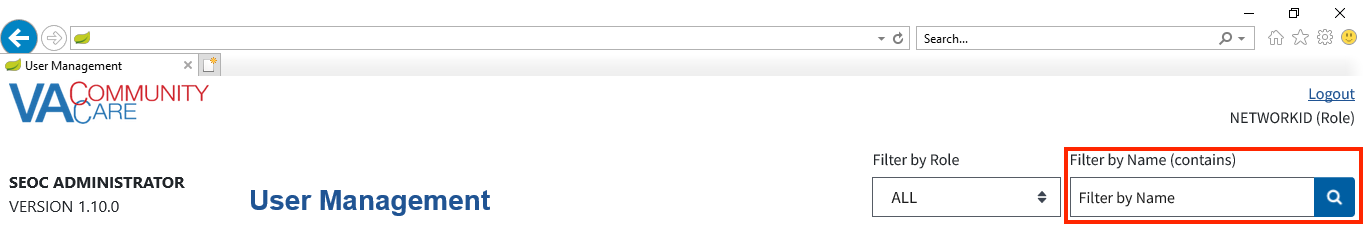 Search...
User Management
VA COMMUNITY CARE
Logout
NETWORKID (Role)
Filter by Role
Filter by Name (contains)
SEOC ADMINISTRATOR
VERSION 1.10.0
User Management
ALL
Filter by Name